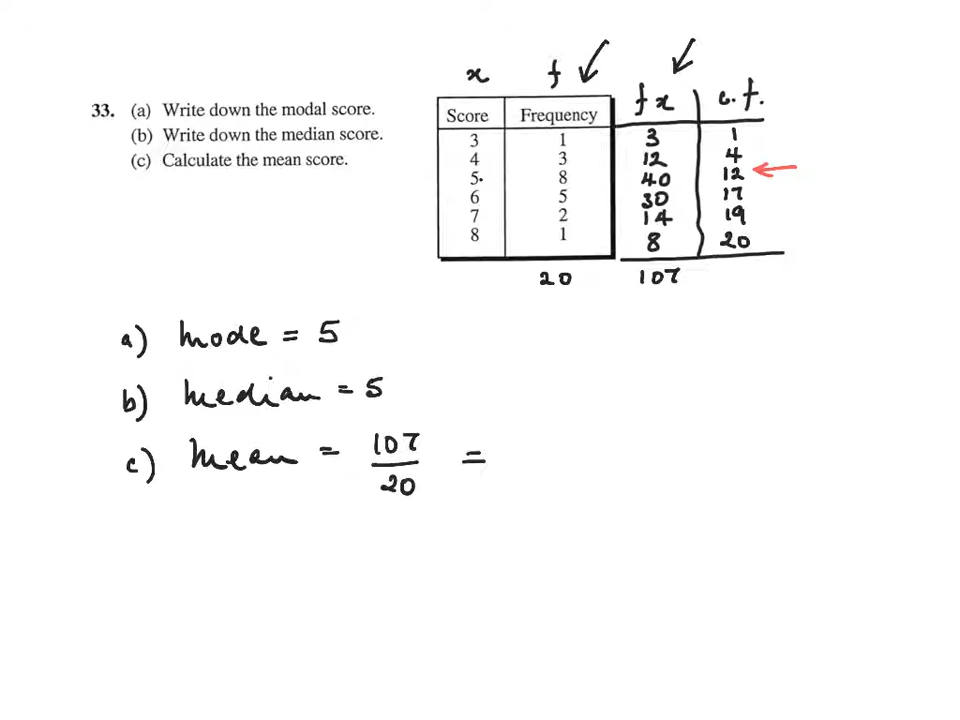 x f
fx c.f.
33. (a) Write down the modal score.
(b) Write down the median score.
(c) Calculate the mean score.
Score Frequency
3 1 3 1
4 3 12 4
5 8 40 12
6 5 30 17
7 2 14 19
8 1 8 20
20 107
a) mode = 5
b) median = 5
c) mean = 107/20 =